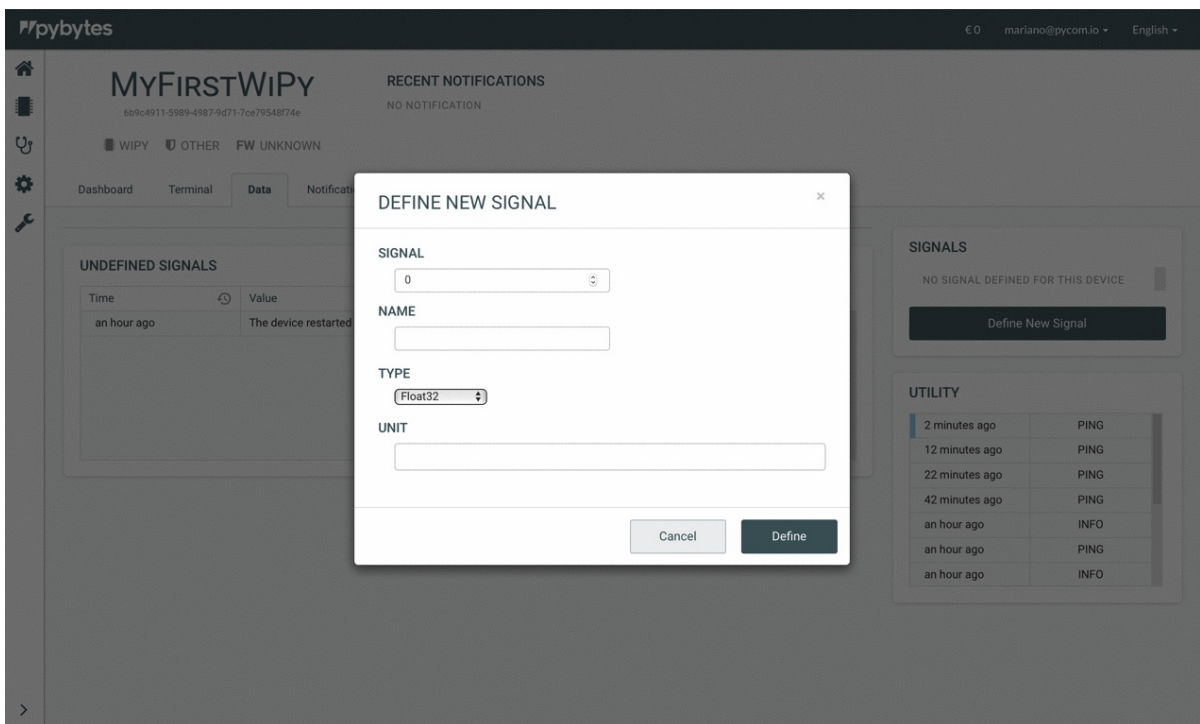 pybytes
€ 0 mariano@pycom.io English
MYFIRSTWIPY
6b9c4911-5989-4987-9d71-7ce79548f74e
WIPY OTHER FW UNKNOWN
RECENT NOTIFICATIONS
NO NOTIFICATION
Dashboard Terminal Data Notificati
UNDEFINED SIGNALS
Time Value
an hour ago The device restarted
DEFINE NEW SIGNAL ×
SIGNAL
0
NAME
TYPE
Float32
UNIT
Cancel Define
SIGNALS
NO SIGNAL DEFINED FOR THIS DEVICE
Define New Signal
UTILITY
2 minutes ago PING
12 minutes ago PING
22 minutes ago PING
42 minutes ago PING
an hour ago INFO
an hour ago PING
an hour ago INFO